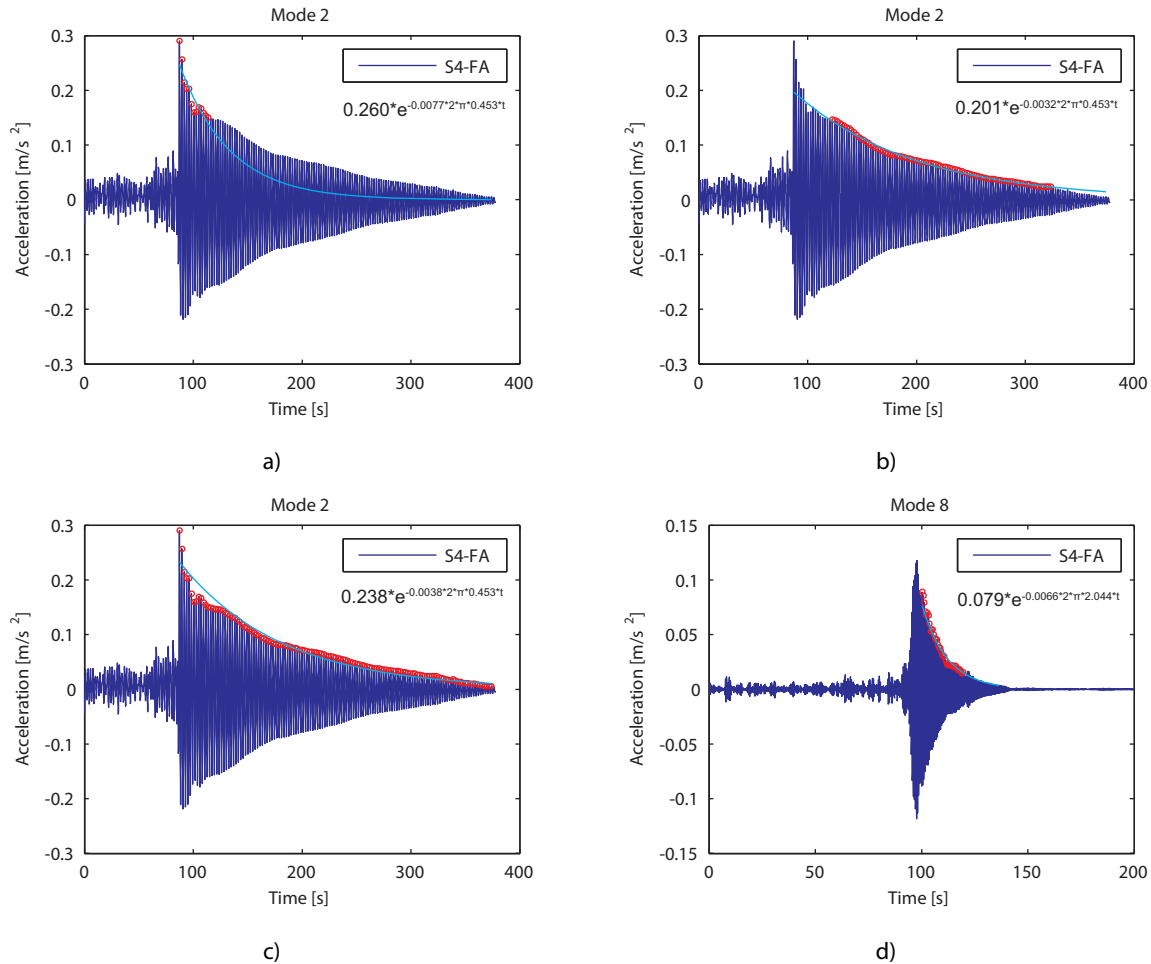 Mode 2
S4-FA
0.260*e^-0.0077*2*π*0.453*t
Acceleration [m/s ²]
0.3
0.2
0.1
0
-0.1
-0.2
-0.3
0 100 200 300 400
Time [s]
a)
Mode 2
S4-FA
0.201*e^-0.0032*2*π*0.453*t
Acceleration [m/s ²]
0.3
0.2
0.1
0
-0.1
-0.2
-0.3
0 100 200 300 400
Time [s]
b)
Mode 2
S4-FA
0.238*e^-0.0038*2*π*0.453*t
Acceleration [m/s ²]
0.3
0.2
0.1
0
-0.1
-0.2
-0.3
0 100 200 300 400
Time [s]
c)
Mode 8
S4-FA
0.079*e^-0.0066*2*π*2.044*t
Acceleration [m/s ²]
0.15
0.1
0.05
0
-0.05
-0.1
-0.15
0 50 100 150 200
Time [s]
d)